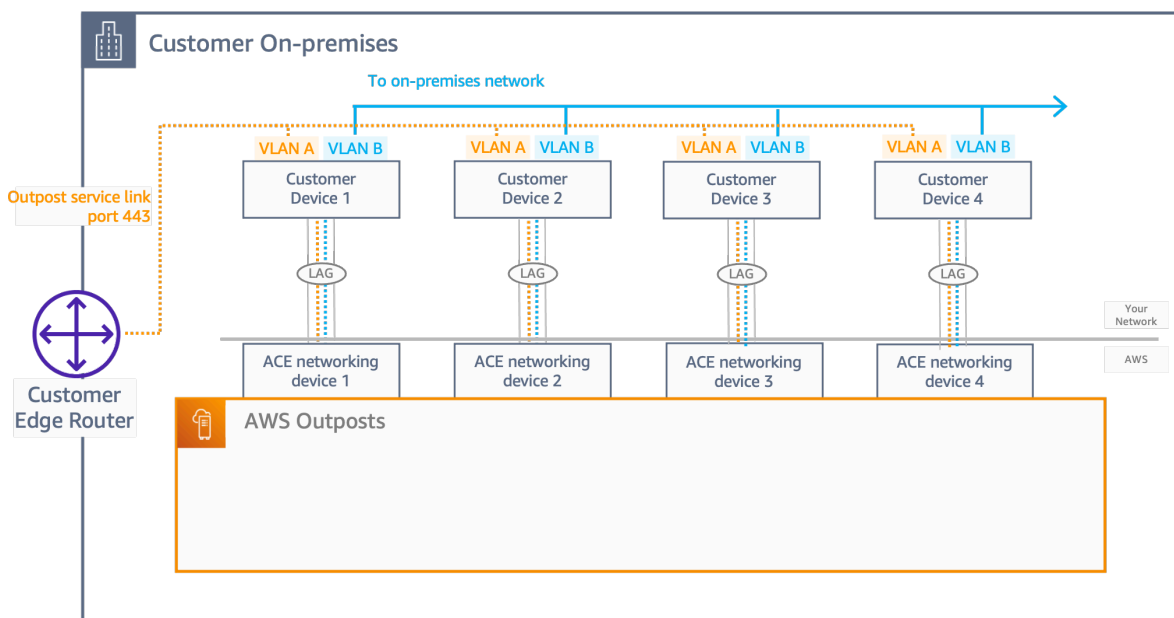 Customer On-premises
To on-premises network
VLAN A VLAN B VLAN A VLAN B VLAN A VLAN B VLAN A VLAN B
Outpost service link
port 443
Customer
Device 1
Customer
Device 2
Customer
Device 3
Customer
Device 4
LAG LAG LAG LAG
Your
Network
AWS
ACE networking
device 1
ACE networking
device 2
ACE networking
device 3
ACE networking
device 4
Customer
Edge Router
AWS Outposts